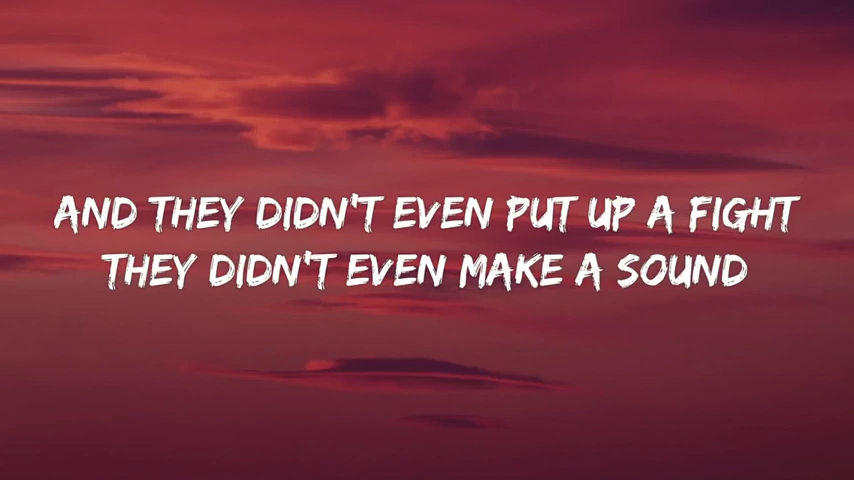 AND THEY DIDN'T EVEN PUT UP A FIGHT
THEY DIDN'T EVEN MAKE A SOUND